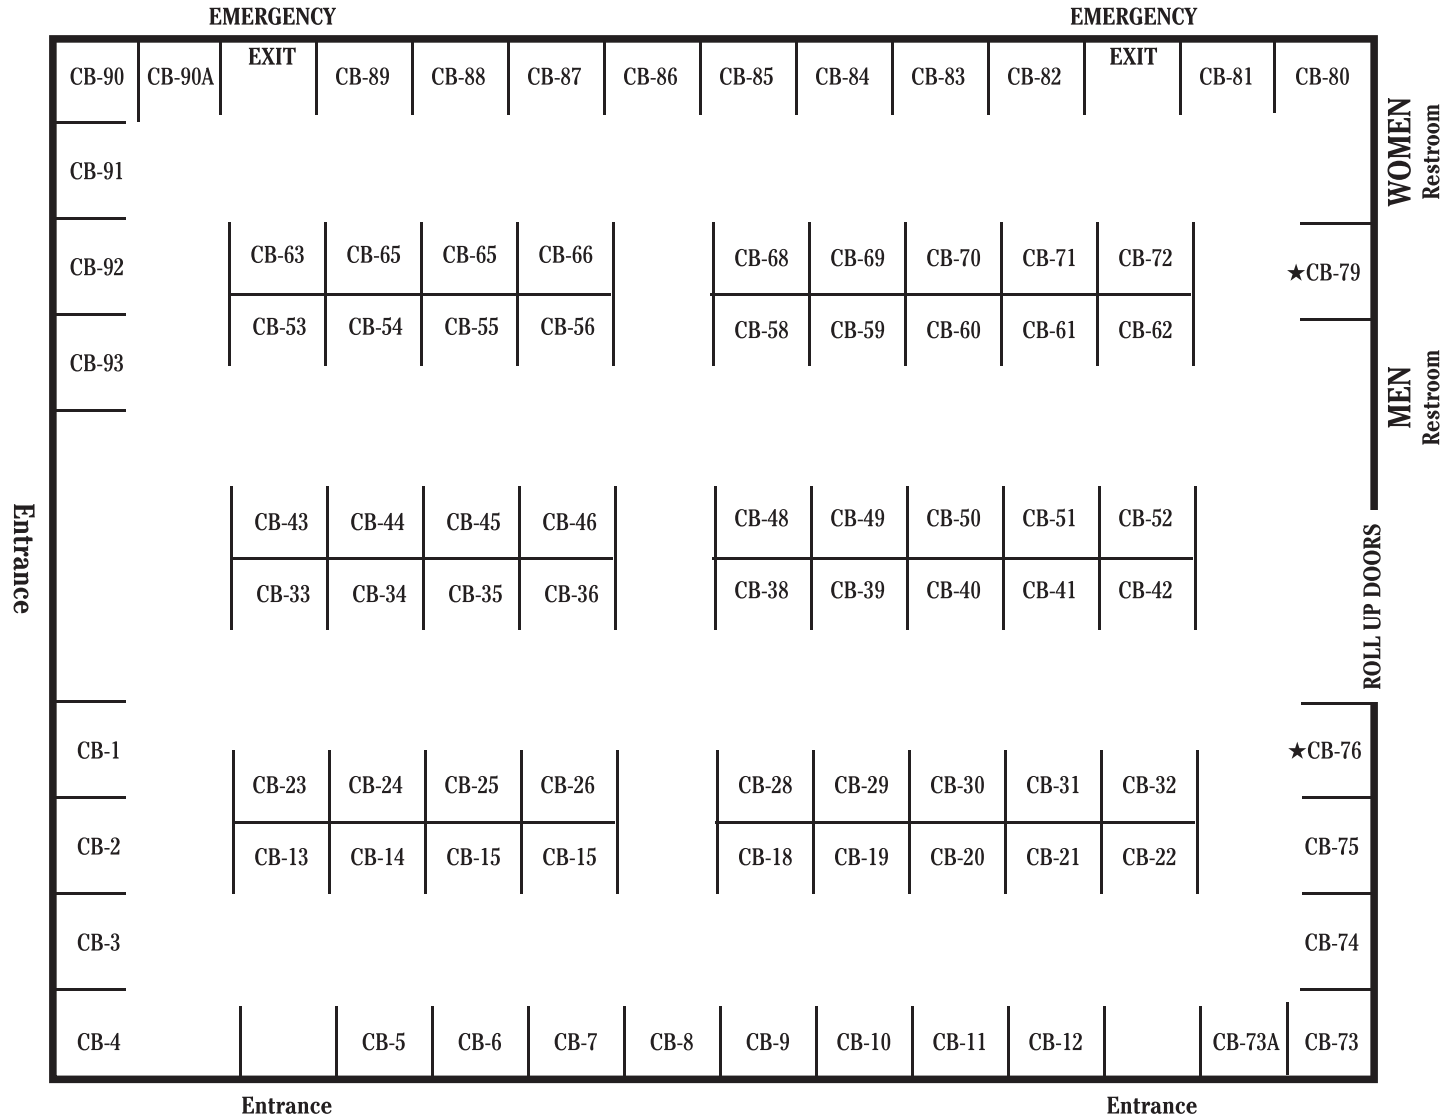 EMERGENCY EMERGENCY
CB-90 CB-90A EXIT CB-89 CB-88 CB-87 CB-86 CB-85 CB-84 CB-83 CB-82 EXIT CB-81 CB-80
WOMEN
Restroom
CB-91
CB-63 CB-65 CB-65 CB-66 CB-68 CB-69 CB-70 CB-71 CB-72
CB-92 ★CB-79
CB-53 CB-54 CB-55 CB-56 CB-58 CB-59 CB-60 CB-61 CB-62
CB-93
MEN
Restroom
CB-43 CB-44 CB-45 CB-46 CB-48 CB-49 CB-50 CB-51 CB-52
Entrance
CB-33 CB-34 CB-35 CB-36 CB-38 CB-39 CB-40 CB-41 CB-42
ROLL UP DOORS
CB-1 ★CB-76
CB-23 CB-24 CB-25 CB-26 CB-28 CB-29 CB-30 CB-31 CB-32
CB-2 CB-75
CB-13 CB-14 CB-15 CB-15 CB-18 CB-19 CB-20 CB-21 CB-22
CB-3 CB-74
CB-4 CB-5 CB-6 CB-7 CB-8 CB-9 CB-10 CB-11 CB-12 CB-73A CB-73
Entrance Entrance